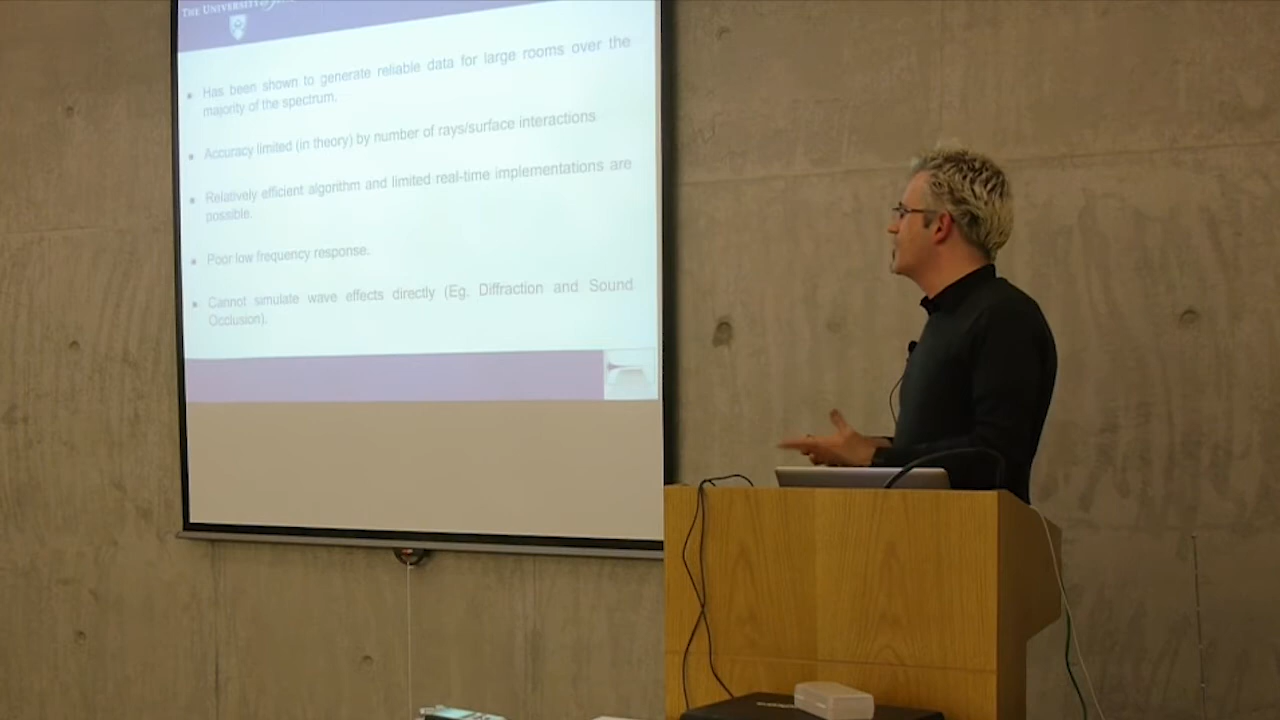 THE UNIVERSITY of
Has been shown to generate reliable data for large rooms over the
majority of the spectrum.
Accuracy limited (in theory) by number of rays/surface interactions
Relatively efficient algorithm and limited real-time implementations are
possible.
Poor low frequency response.
Cannot simulate wave effects directly (Eg. Diffraction and Sound
Occlusion).